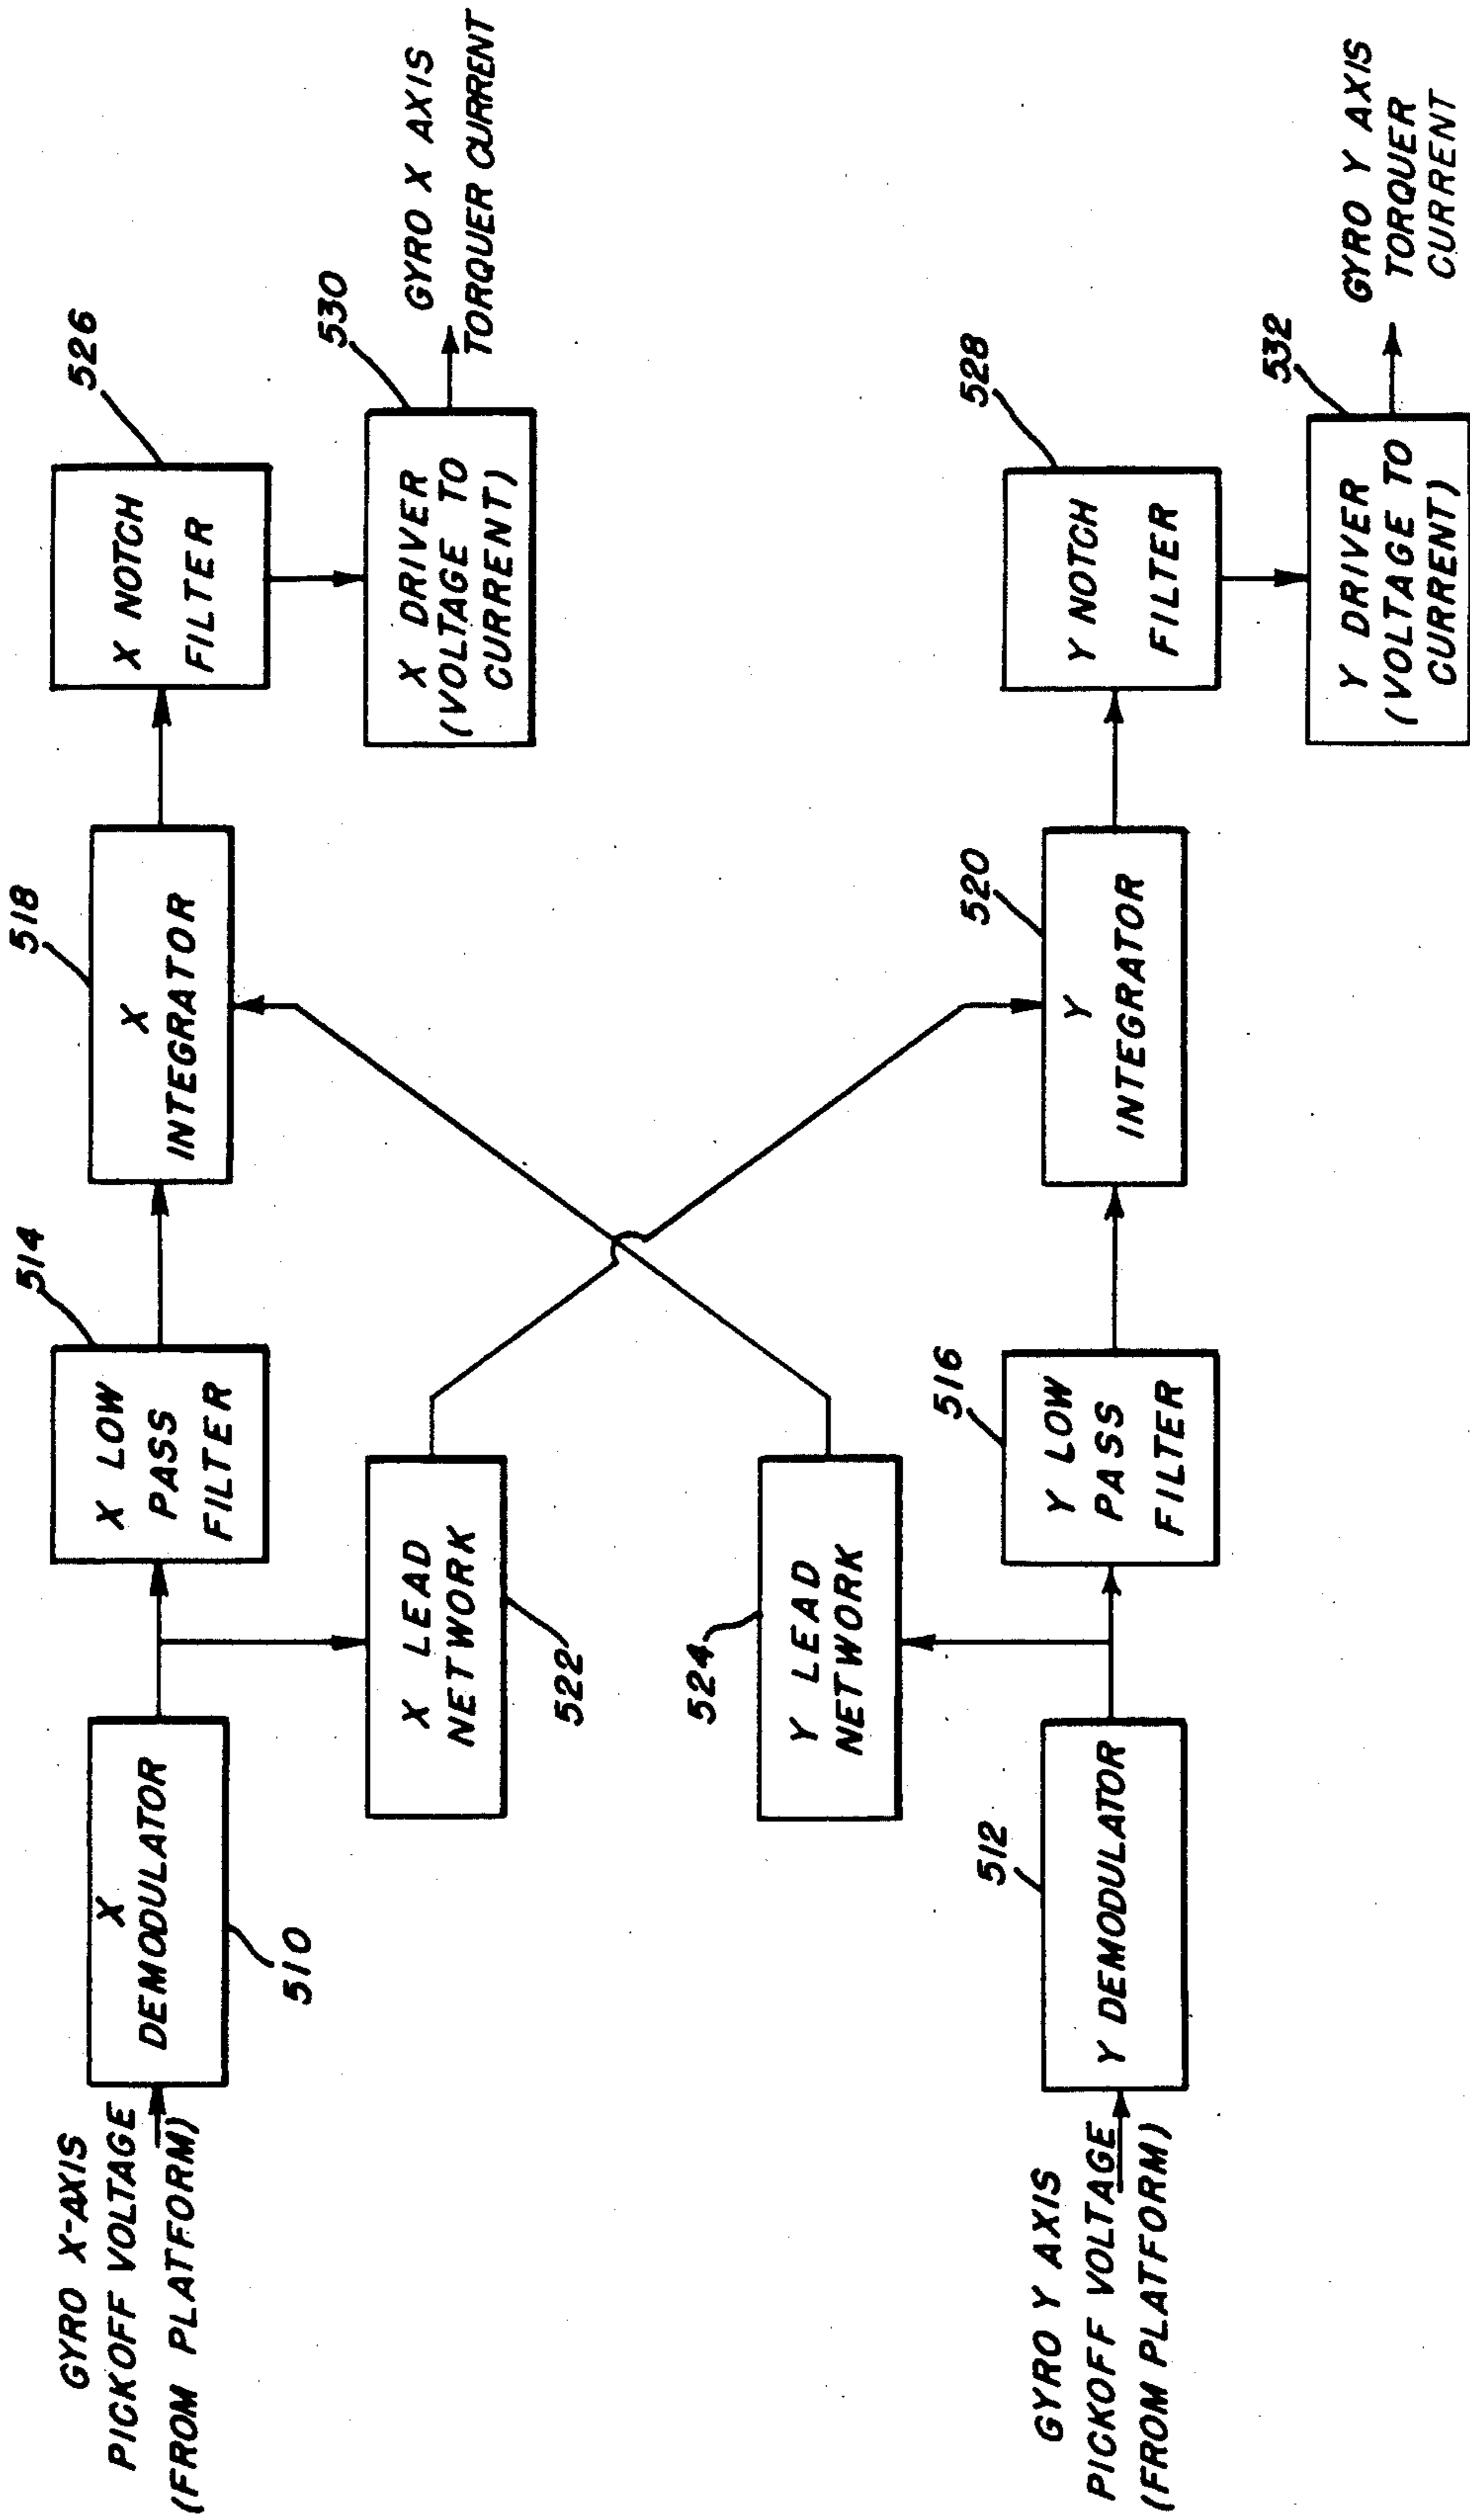 GYRO X-AXIS
PICKOFF VOLTAGE
(FROM PLATFORM)
X
DEMODULATOR
510
X LOW
PASS
FILTER
514
X
INTEGRATOR
518
X NOTCH
FILTER
526
X DRIVER
(VOLTAGE TO
CURRENT)
530
GYRO X AXIS
TORQUER CURRENT
X LEAD
NETWORK
522
Y LEAD
NETWORK
524
GYRO Y AXIS
PICKOFF VOLTAGE
(FROM PLATFORM)
Y DEMODULATOR
512
Y LOW
PASS
FILTER
516
Y
INTEGRATOR
520
Y NOTCH
FILTER
528
Y DRIVER
(VOLTAGE TO
CURRENT)
532
GYRO Y AXIS
TORQUER
CURRENT